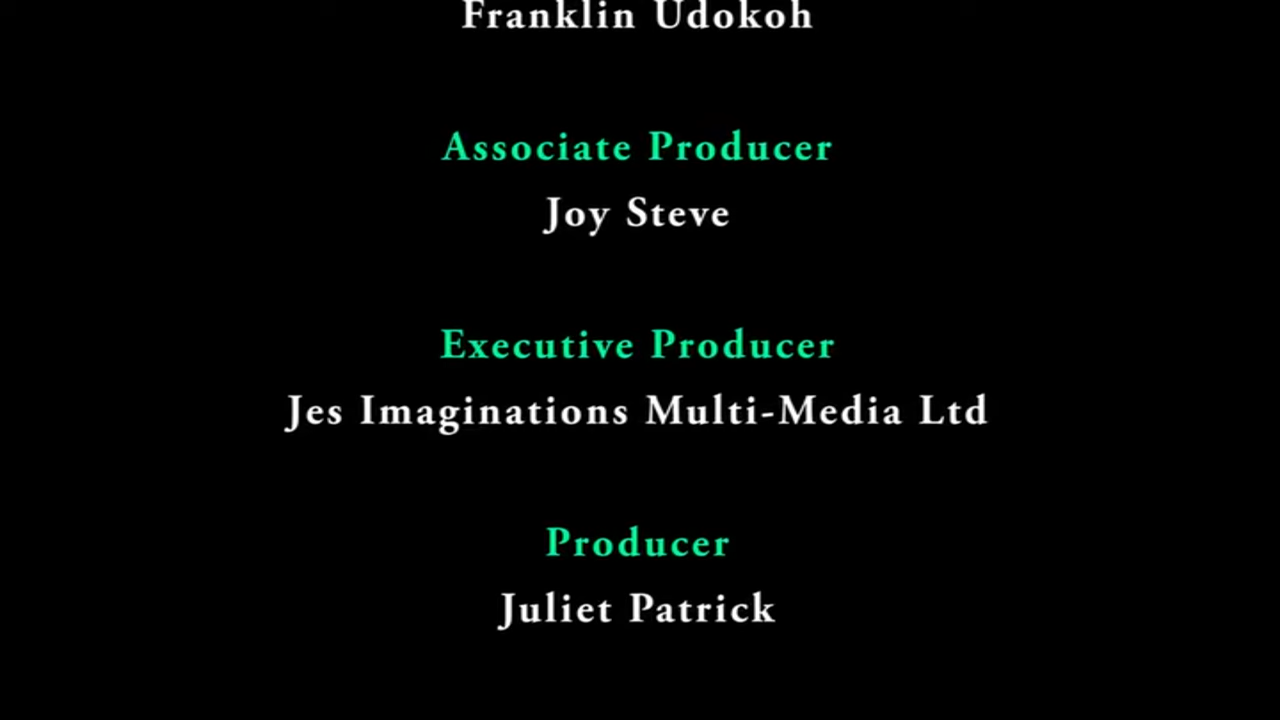 Franklin Udokoh
Associate Producer
Joy Steve
Executive Producer
Jes Imaginations Multi-Media Ltd
Producer
Juliet Patrick